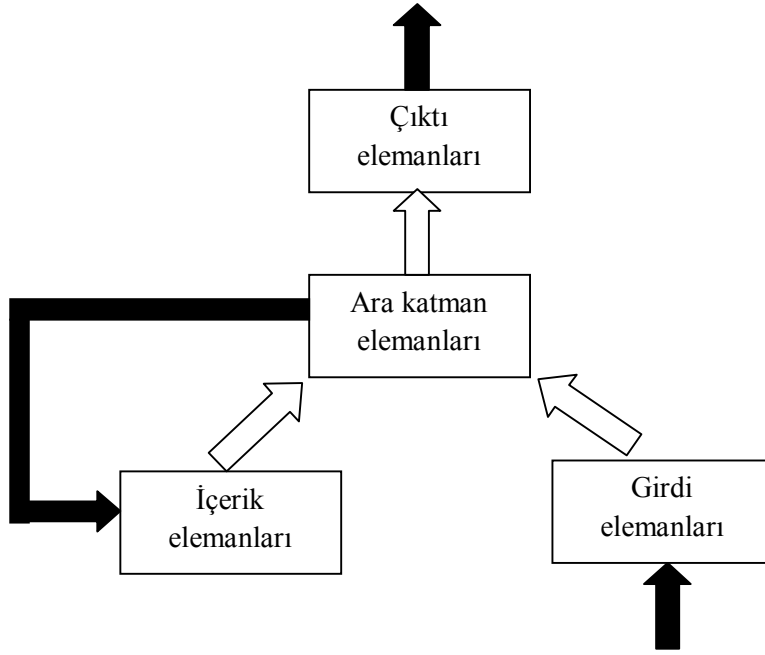 Çıktı
elemanları
Ara katman
elemanları
İçerik
elemanları
Girdi
elemanları